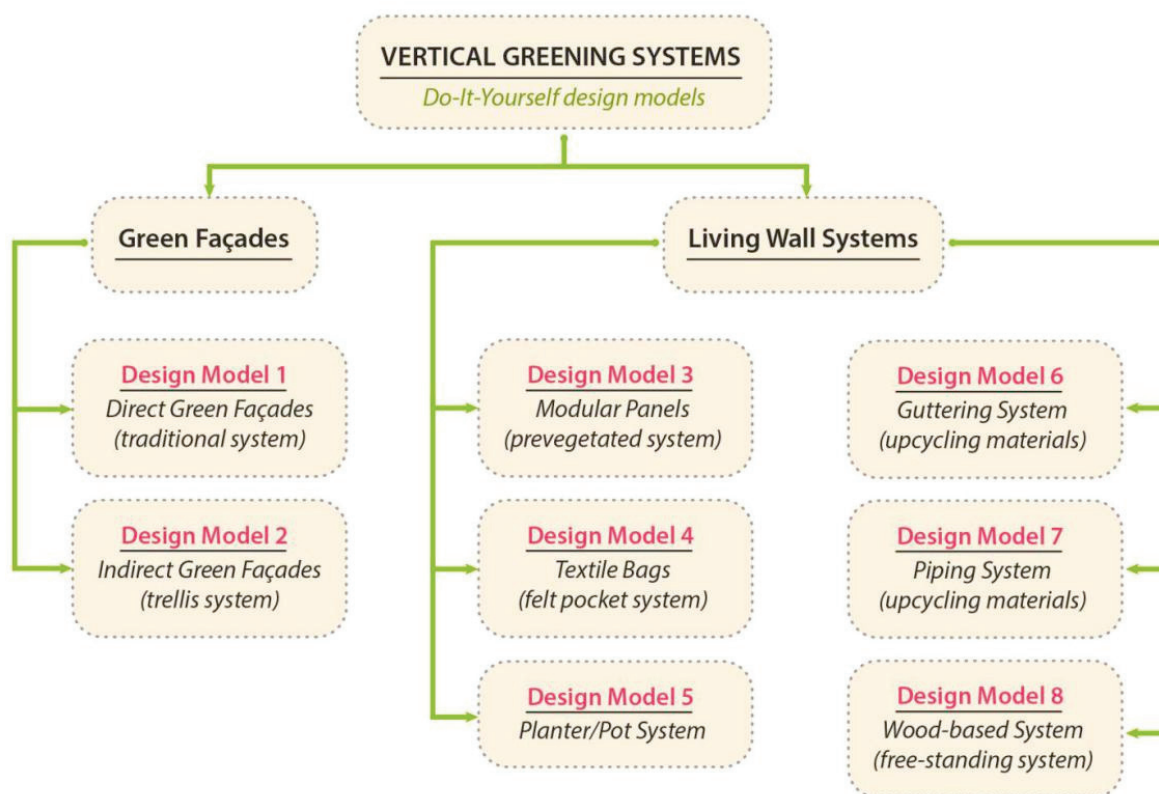 VERTICAL GREENING SYSTEMS
Do-It-Yourself design models
Green Façades
Living Wall Systems
Design Model 1
Direct Green Façades
(traditional system)
Design Model 2
Indirect Green Façades
(trellis system)
Design Model 3
Modular Panels
(prevegetated system)
Design Model 4
Textile Bags
(felt pocket system)
Design Model 5
Planter/Pot System
Design Model 6
Guttering System
(upcycling materials)
Design Model 7
Piping System
(upcycling materials)
Design Model 8
Wood-based System
(free-standing system)